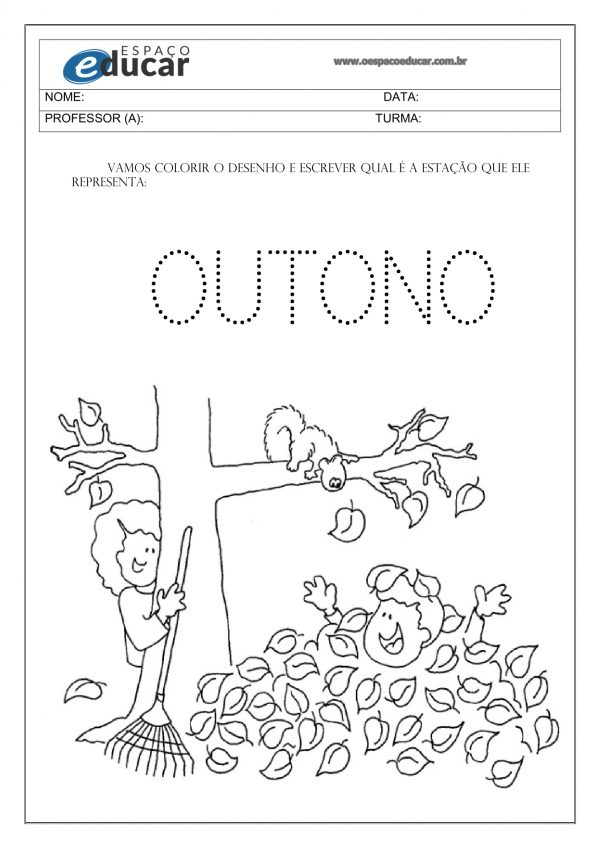 ESPAÇO
educar
www.oespacoeducar.com.br
NOME: DATA:
PROFESSOR (A): TURMA:
VAMOS COLORIR O DESENHO E ESCREVER QUAL É A ESTAÇÃO QUE ELE
REPRESENTA:
OUTONO